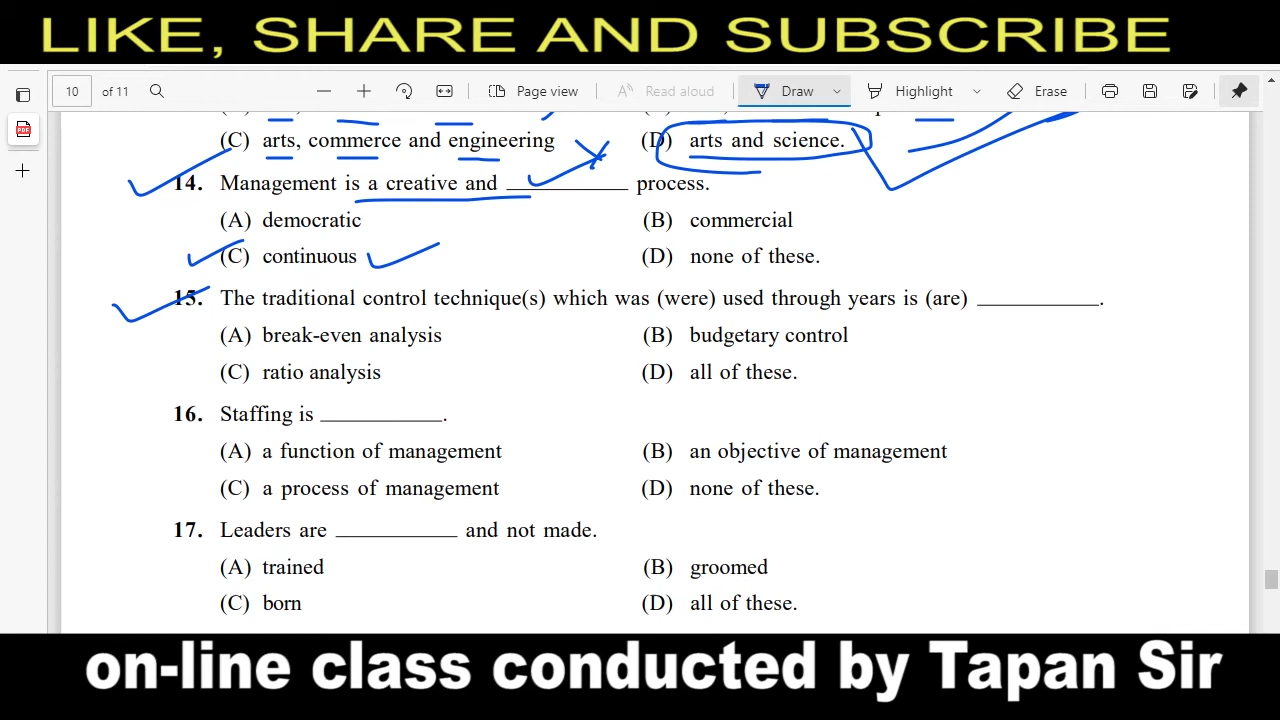 LIKE, SHARE AND SUBSCRIBE
10 of 11 Page view Read aloud Draw Highlight Erase
(C) arts, commerce and engineering (D) arts and science.
14. Management is a creative and __________ process.
(A) democratic (B) commercial
(C) continuous (D) none of these.
15. The traditional control technique(s) which was (were) used through years is (are) __________.
(A) break-even analysis (B) budgetary control
(C) ratio analysis (D) all of these.
16. Staffing is __________.
(A) a function of management (B) an objective of management
(C) a process of management (D) none of these.
17. Leaders are __________ and not made.
(A) trained (B) groomed
(C) born (D) all of these.
on-line class conducted by Tapan Sir